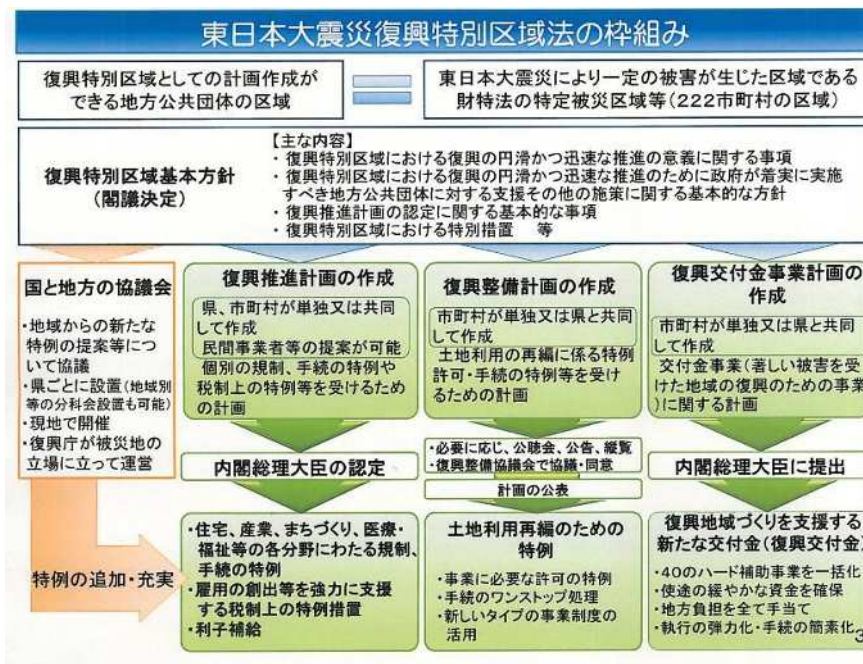 東日本大震災復興特別区域法の枠組み
復興特別区域としての計画作成が
できる地方公共団体の区域
東日本大震災により一定の被害が生じた区域である
財特法の特定被災区域等(222市町村の区域)
復興特別区域基本方針
(閣議決定)
【主な内容】
・復興特別区域における復興の円滑かつ迅速な推進の意義に関する事項
・復興特別区域における復興の円滑かつ迅速な推進のために政府が着実に実施
すべき地方公共団体に対する支援その他の施策に関する基本的な方針
・復興推進計画の認定に関する基本的な事項
・復興特別区域における特別措置 等
国と地方の協議会
・地域からの新たな
特例の提案等につ
いて協議
・県ごとに設置(地域別
等の分科会設置も可能)
・現地で開催
・復興庁が被災地の
立場に立って運営
特例の追加・充実
復興推進計画の作成
県、市町村が単独又は共同
して作成
民間事業者等の提案が可能
個別の規制、手続の特例や
税制上の特例等を受けるため
の計画
内閣総理大臣の認定
・住宅、産業、まちづくり、医療・
福祉等の各分野にわたる規制、
手続の特例
・雇用の創出等を強力に支援
する税制上の特例措置
・利子補給
復興整備計画の作成
市町村が単独又は県と共同
して作成
土地利用の再編に係る特例
許可・手続の特例等を受け
るための計画
・必要に応じ、公聴会、公告、縦覧
・復興整備協議会で協議・同意
計画の公表
土地利用再編のための
特例
・事業に必要な許可の特例
・手続のワンストップ処理
・新しいタイプの事業制度の
活用
復興交付金事業計画の
作成
市町村が単独又は県と共同
して作成
交付金事業(著しい被害を受
けた地域の復興のための事業
)に関する計画
内閣総理大臣に提出
復興地域づくりを支援する
新たな交付金(復興交付金)
・40のハード補助事業を一括化
・使途の緩やかな資金を確保
・地方負担を全て手当て
・執行の弾力化・手続の簡素化
3